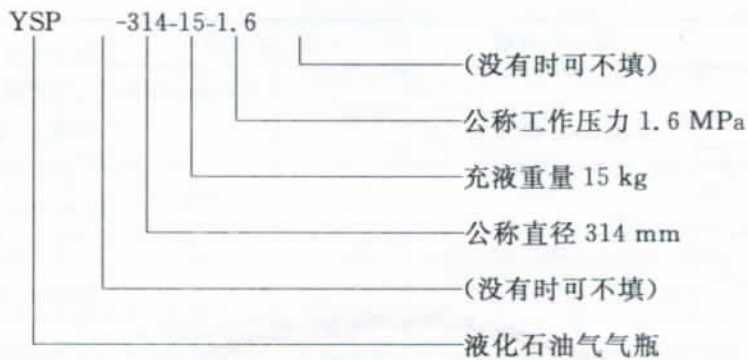 YSP -314-15-1.6
(没有时可不填)
公称工作压力 1.6 MPa
充液重量 15 kg
公称直径 314 mm
(没有时可不填)
液化石油气气瓶